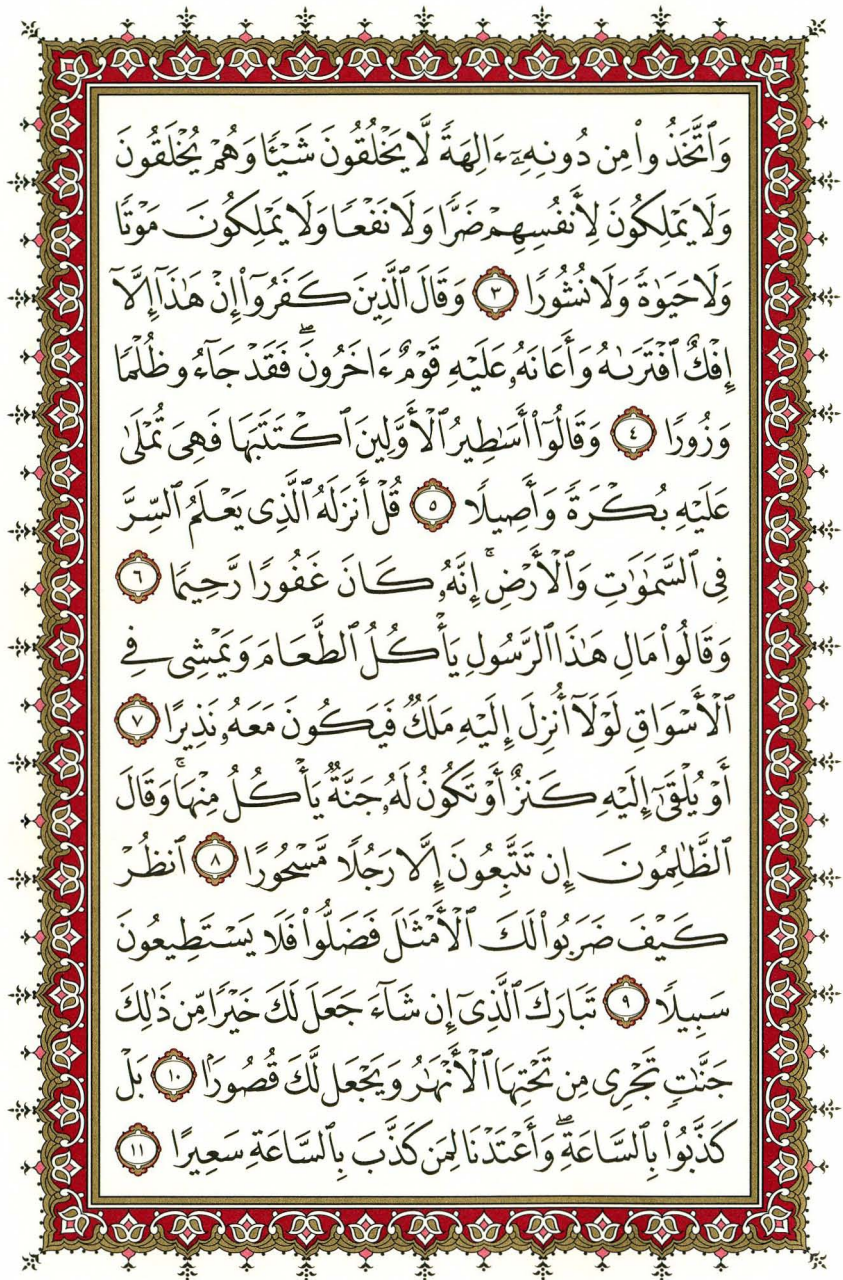 وَٱتَّخَذُوا۟ مِن دُونِهِۦٓ ءَالِهَةً لَّا يَخْلُقُونَ شَيْـًٔا وَهُمْ يُخْلَقُونَ
وَلَا يَمْلِكُونَ لِأَنفُسِهِمْ ضَرًّا وَلَا نَفْعًا وَلَا يَمْلِكُونَ مَوْتًا
وَلَا حَيَوٰةً وَلَا نُشُورًا ٣ وَقَالَ ٱلَّذِينَ كَفَرُوٓا۟ إِنْ هَٰذَآ إِلَّآ
إِفْكٌ ٱفْتَرَىٰهُ وَأَعَانَهُۥ عَلَيْهِ قَوْمٌ ءَاخَرُونَ ۖ فَقَدْ جَآءُو ظُلْمًا
وَزُورًا ٤ وَقَالُوٓا۟ أَسَٰطِيرُ ٱلْأَوَّلِينَ ٱكْتَتَبَهَا فَهِىَ تُمْلَىٰ
عَلَيْهِ بُكْرَةً وَأَصِيلًا ٥ قُلْ أَنزَلَهُ ٱلَّذِى يَعْلَمُ ٱلسِّرَّ
فِى ٱلسَّمَٰوَٰتِ وَٱلْأَرْضِ ۚ إِنَّهُۥ كَانَ غَفُورًا رَّحِيمًا ٦
وَقَالُوا۟ مَالِ هَٰذَا ٱلرَّسُولِ يَأْكُلُ ٱلطَّعَامَ وَيَمْشِى فِى
ٱلْأَسْوَاقِ لَوْلَآ أُنزِلَ إِلَيْهِ مَلَكٌ فَيَكُونَ مَعَهُۥ نَذِيرًا ٧
أَوْ يُلْقَىٰٓ إِلَيْهِ كَنزٌ أَوْ تَكُونُ لَهُۥ جَنَّةٌ يَأْكُلُ مِنْهَا ۚ وَقَالَ
ٱلظَّٰلِمُونَ إِن تَتَّبِعُونَ إِلَّا رَجُلًا مَّسْحُورًا ٨ ٱنظُرْ
كَيْفَ ضَرَبُوا۟ لَكَ ٱلْأَمْثَٰلَ فَضَلُّوا۟ فَلَا يَسْتَطِيعُونَ
سَبِيلًا ٩ تَبَارَكَ ٱلَّذِىٓ إِن شَآءَ جَعَلَ لَكَ خَيْرًا مِّن ذَٰلِكَ
جَنَّٰتٍ تَجْرِى مِن تَحْتِهَا ٱلْأَنْهَٰرُ وَيَجْعَل لَّكَ قُصُورًۢا ١٠ بَلْ
كَذَّبُوا۟ بِٱلسَّاعَةِ ۖ وَأَعْتَدْنَا لِمَن كَذَّبَ بِٱلسَّاعَةِ سَعِيرًا ١١